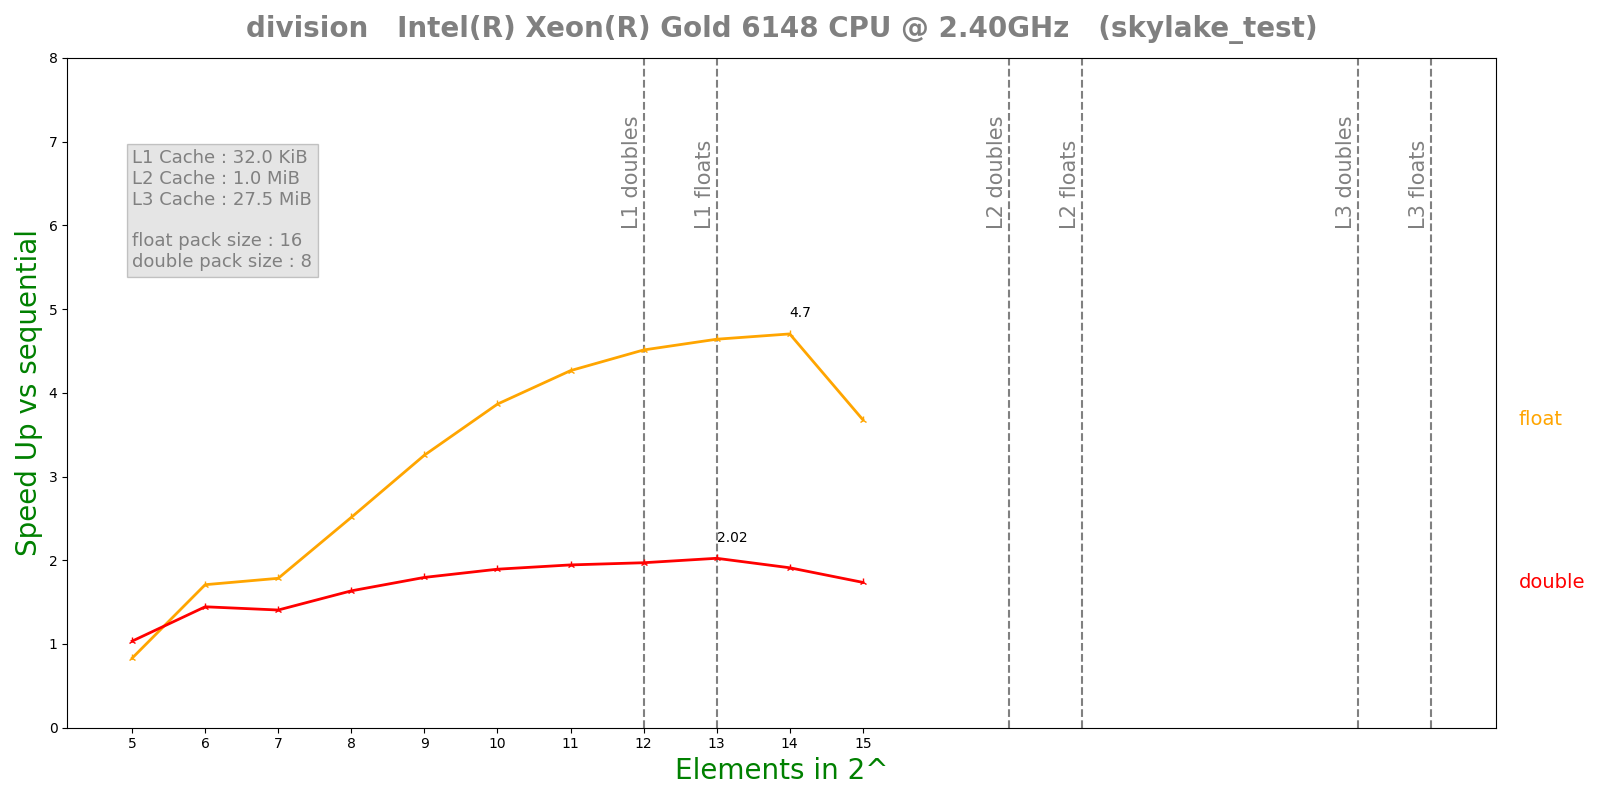 division   Intel(R) Xeon(R) Gold 6148 CPU @ 2.40GHz   (skylake_test)
8
7
6
5
4
3
2
1
0
Speed Up vs sequential
L1 Cache : 32.0 KiB
L2 Cache : 1.0 MiB
L3 Cache : 27.5 MiB
float pack size : 16
double pack size : 8
L1 doubles
L1 floats
L2 doubles
L2 floats
L3 doubles
L3 floats
4.7
2.02
float
double
5 6 7 8 9 10 11 12 13 14 15
Elements in 2^